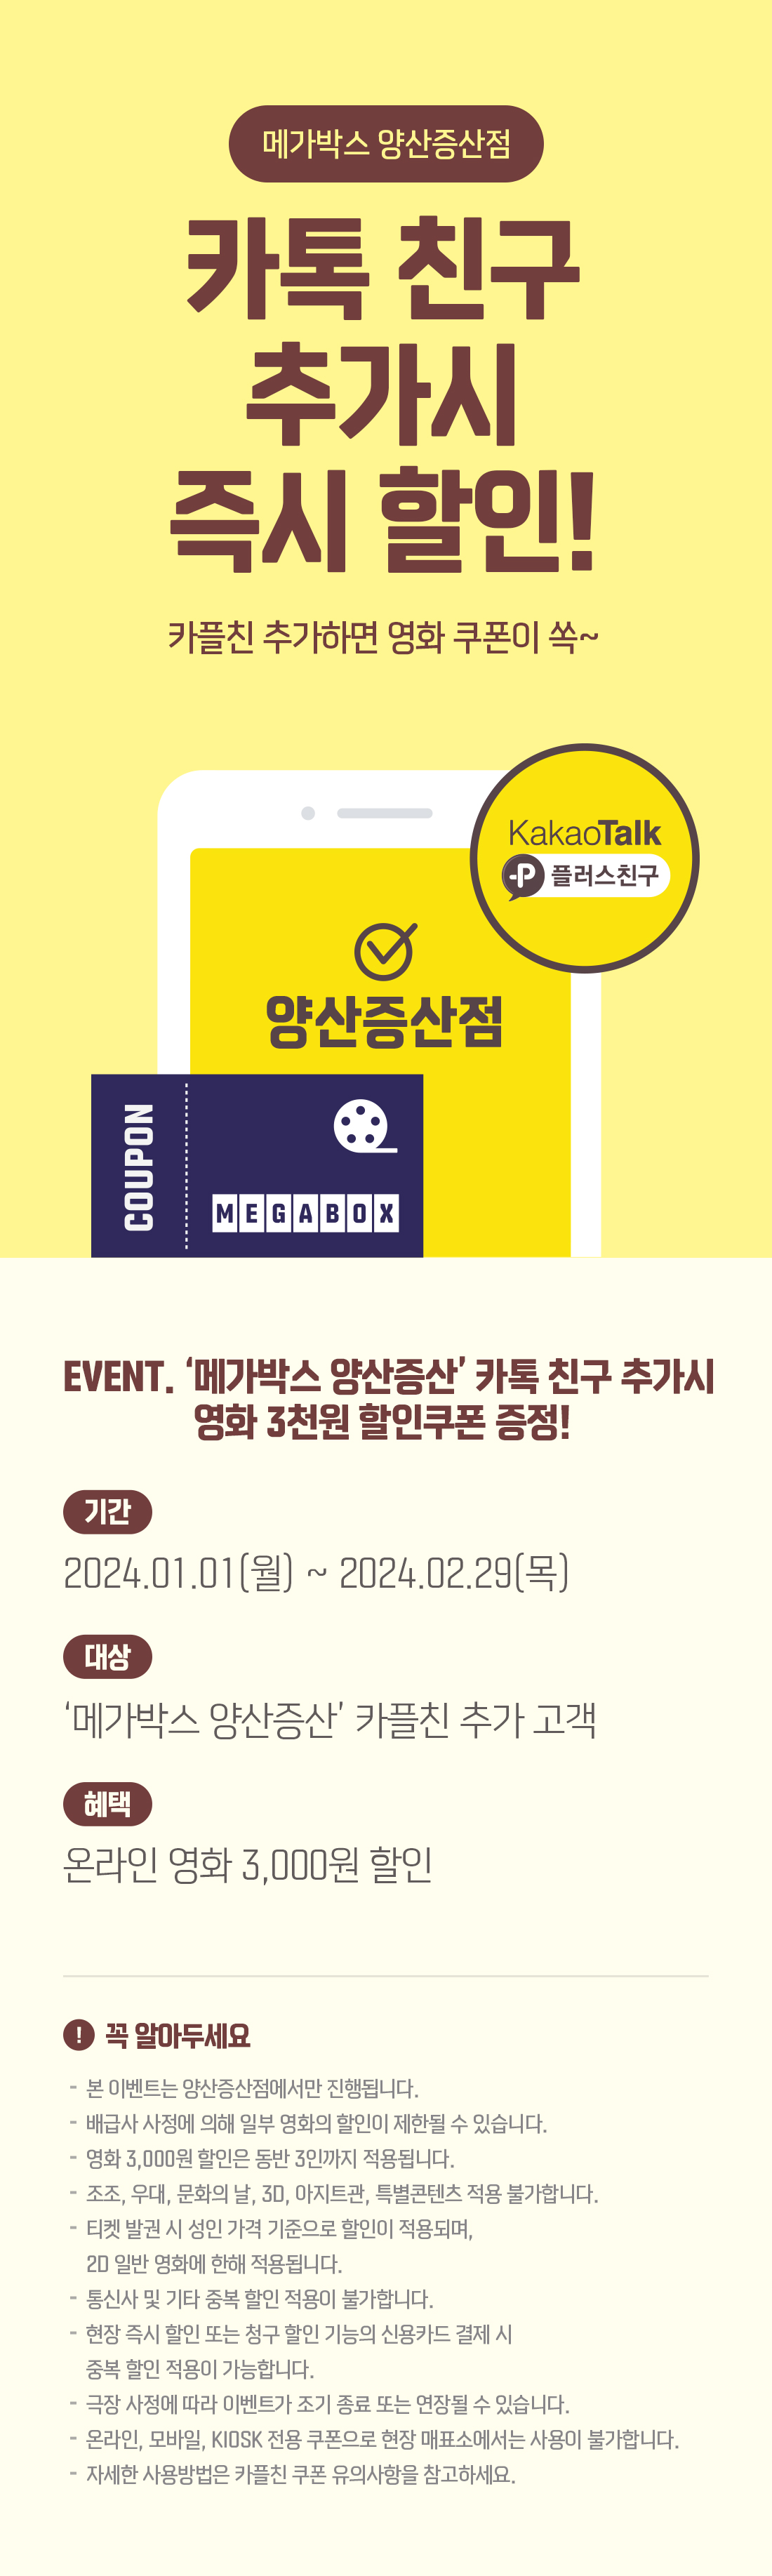 메가박스 양산증산점
카톡 친구
추가시
즉시 할인!
카플친 추가하면 영화 쿠폰이 쏙~
KakaoTalk
플러스친구
양산증산점
COUPON
MEGABOX
EVENT. ‘메가박스 양산증산’ 카톡 친구 추가시
영화 3천원 할인쿠폰 증정!
기간
2024.01.01(월) ~ 2024.02.29(목)
대상
‘메가박스 양산증산’ 카플친 추가 고객
혜택
온라인 영화 3,000원 할인
! 꼭 알아두세요
- 본 이벤트는 양산증산점에서만 진행됩니다.
- 배급사 사정에 의해 일부 영화의 할인이 제한될 수 있습니다.
- 영화 3,000원 할인은 동반 3인까지 적용됩니다.
- 조조, 우대, 문화의 날, 3D, 아지트관, 특별콘텐츠 적용 불가합니다.
- 티켓 발권 시 성인 가격 기준으로 할인이 적용되며,
2D 일반 영화에 한해 적용됩니다.
- 통신사 및 기타 중복 할인 적용이 불가합니다.
- 현장 즉시 할인 또는 청구 할인 기능의 신용카드 결제 시
중복 할인 적용이 가능합니다.
- 극장 사정에 따라 이벤트가 조기 종료 또는 연장될 수 있습니다.
- 온라인, 모바일, KIOSK 전용 쿠폰으로 현장 매표소에서는 사용이 불가합니다.
- 자세한 사용방법은 카플친 쿠폰 유의사항을 참고하세요.